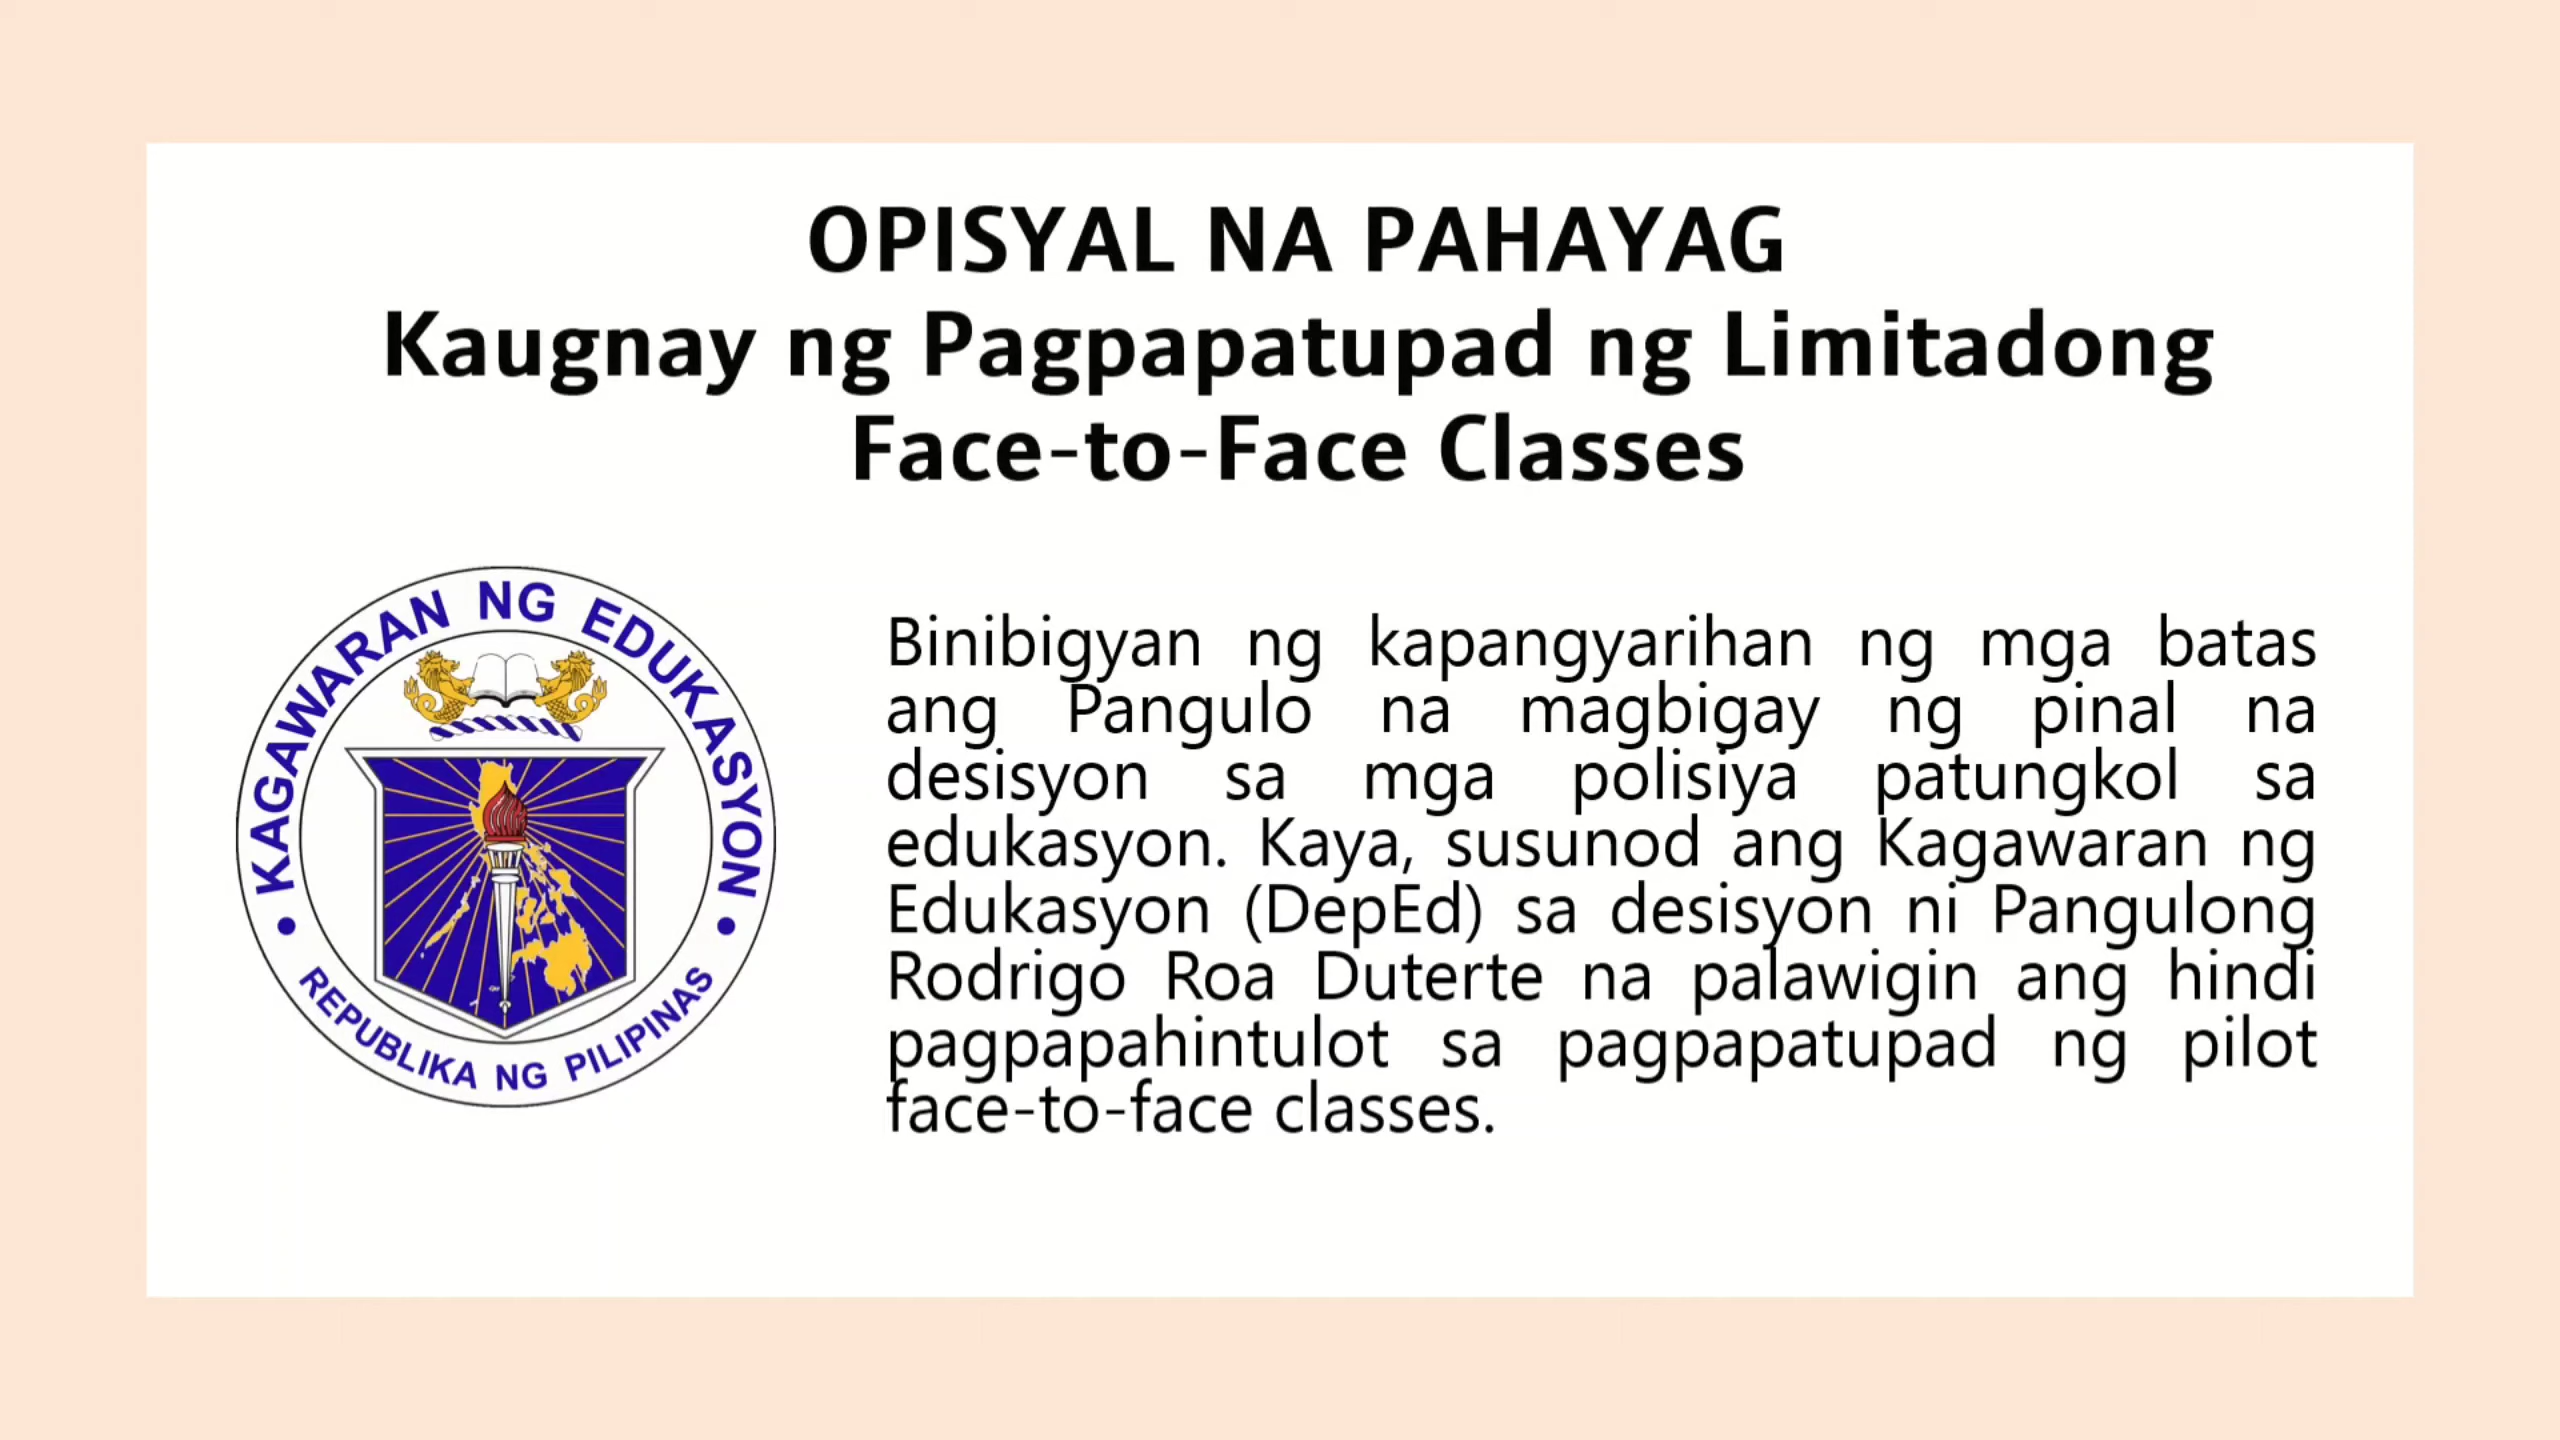 OPISYAL NA PAHAYAG
Kaugnay ng Pagpapatupad ng Limitadong
Face-to-Face Classes
KAGAWARAN NG EDUKASYON
REPUBLIKA NG PILIPINAS
Binibigyan ng kapangyarihan ng mga batas
ang Pangulo na magbigay ng pinal na
desisyon sa mga polisiya patungkol sa
edukasyon. Kaya, susunod ang Kagawaran ng
Edukasyon (DepEd) sa desisyon ni Pangulong
Rodrigo Roa Duterte na palawigin ang hindi
pagpapahintulot sa pagpapatupad ng pilot
face-to-face classes.